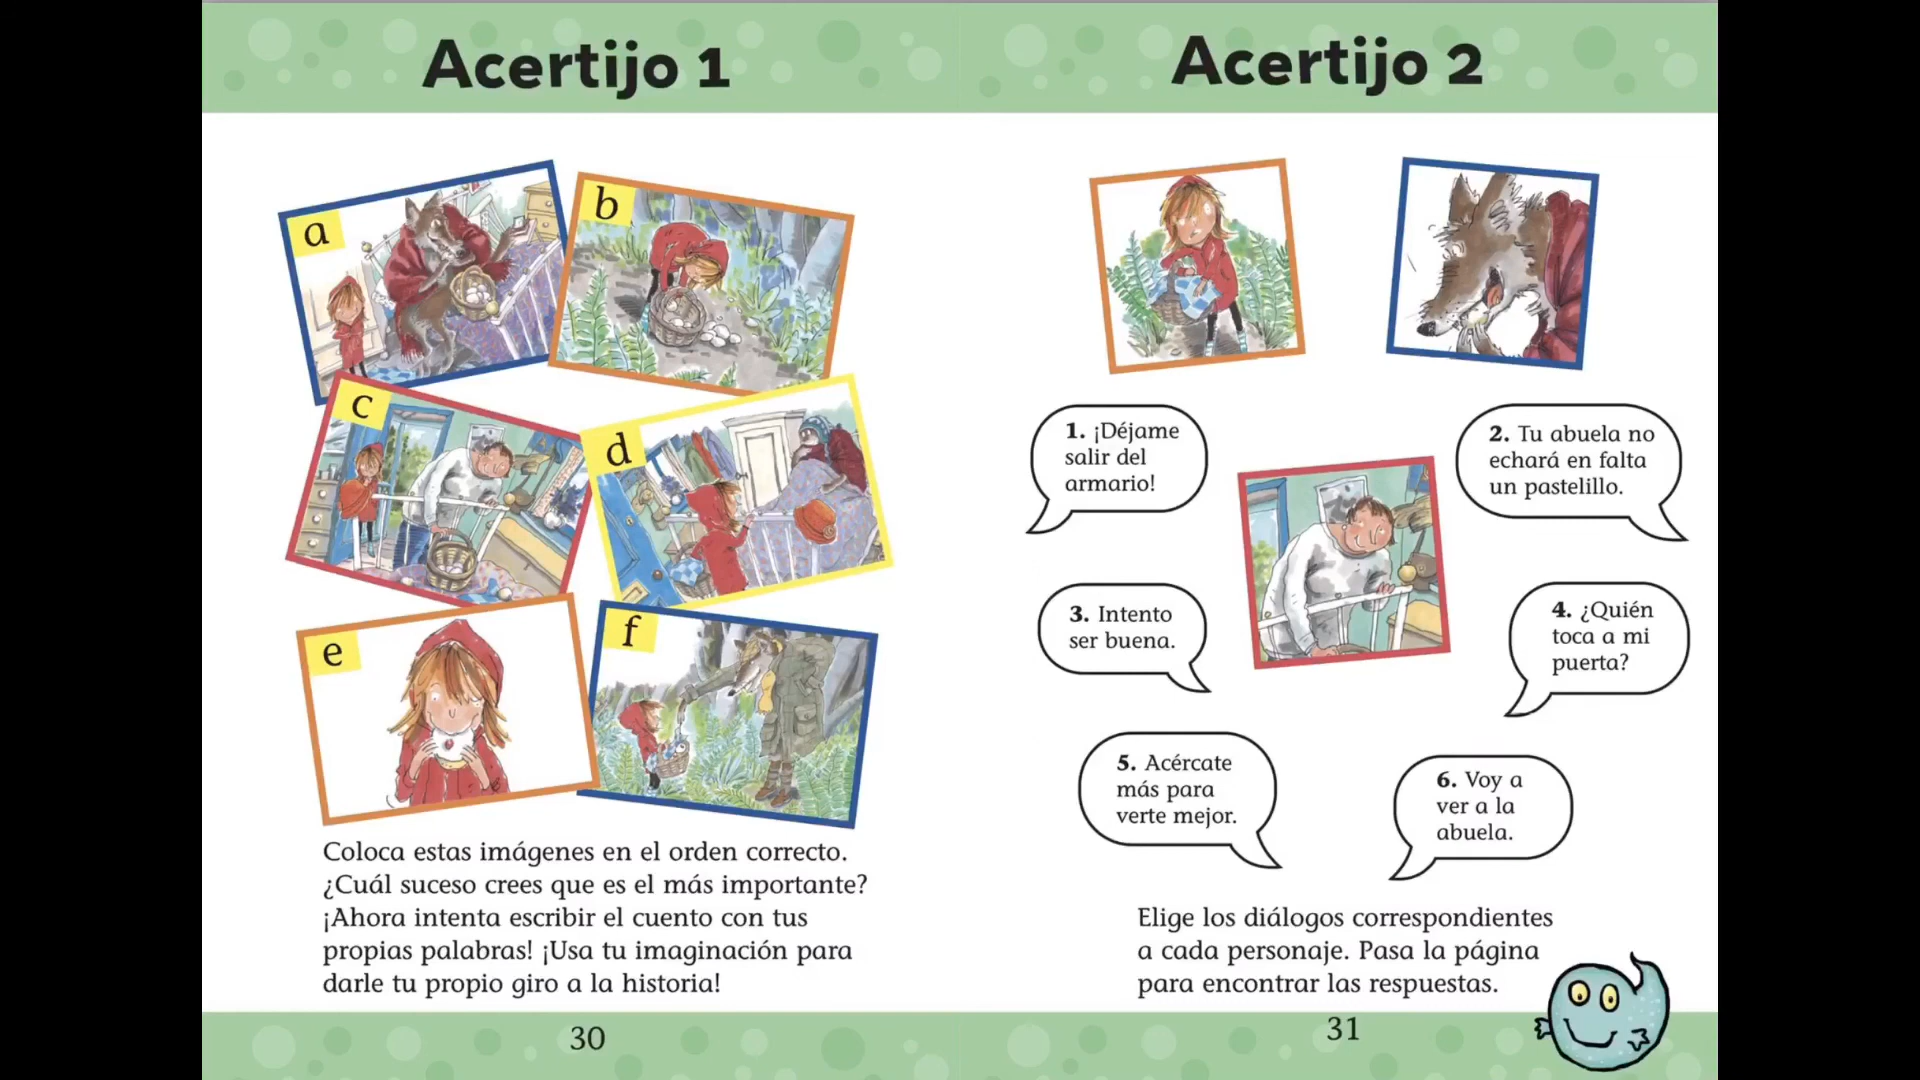 Acertijo 1
a
b
c
d
e
f
Coloca estas imágenes en el orden correcto.
¿Cuál suceso crees que es el más importante?
¡Ahora intenta escribir el cuento con tus
propias palabras! ¡Usa tu imaginación para
darle tu propio giro a la historia!
30
Acertijo 2
1. ¡Déjame
salir del
armario!
2. Tu abuela no
echará en falta
un pastelillo.
3. Intento
ser buena.
4. ¿Quién
toca a mi
puerta?
5. Acércate
más para
verte mejor.
6. Voy a
ver a la
abuela.
Elige los diálogos correspondientes
a cada personaje. Pasa la página
para encontrar las respuestas.
31